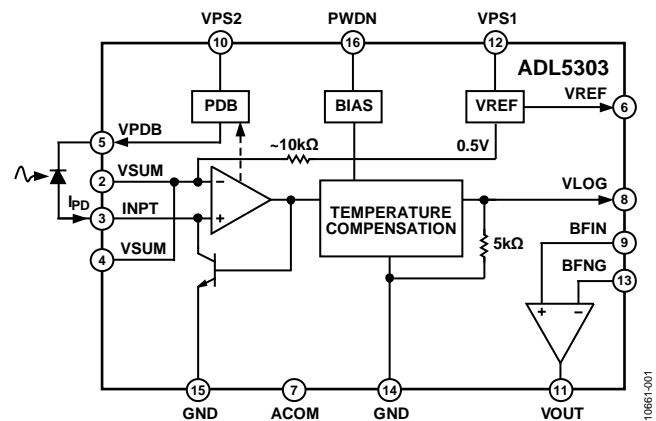 VPS2 PWDN VPS1
10 16 12
ADL5303
PDB BIAS VREF VREF 6
5 VPDB
~10kΩ 0.5V
2 VSUM
−
VLOG 8
IPD
3 INPT
+
TEMPERATURE
COMPENSATION
4 VSUM
5kΩ
BFIN 9
BFNG 13
+ −
15 7 14 11
GND ACOM GND VOUT
10661-001